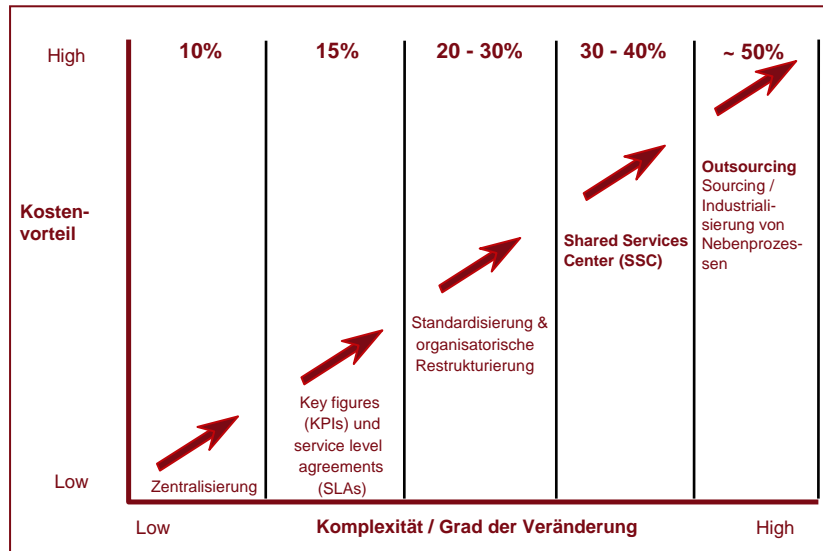 High
10%
15%
20 - 30%
30 - 40%
~ 50%
Kosten-
vorteil
Outsourcing
Sourcing /
Industriali-
sierung von
Nebenprozes-
sen
Shared Services
Center (SSC)
Standardisierung &
organisatorische
Restrukturierung
Key figures
(KPIs) und
service level
agreements
(SLAs)
Zentralisierung
Low
Low
Komplexität / Grad der Veränderung
High